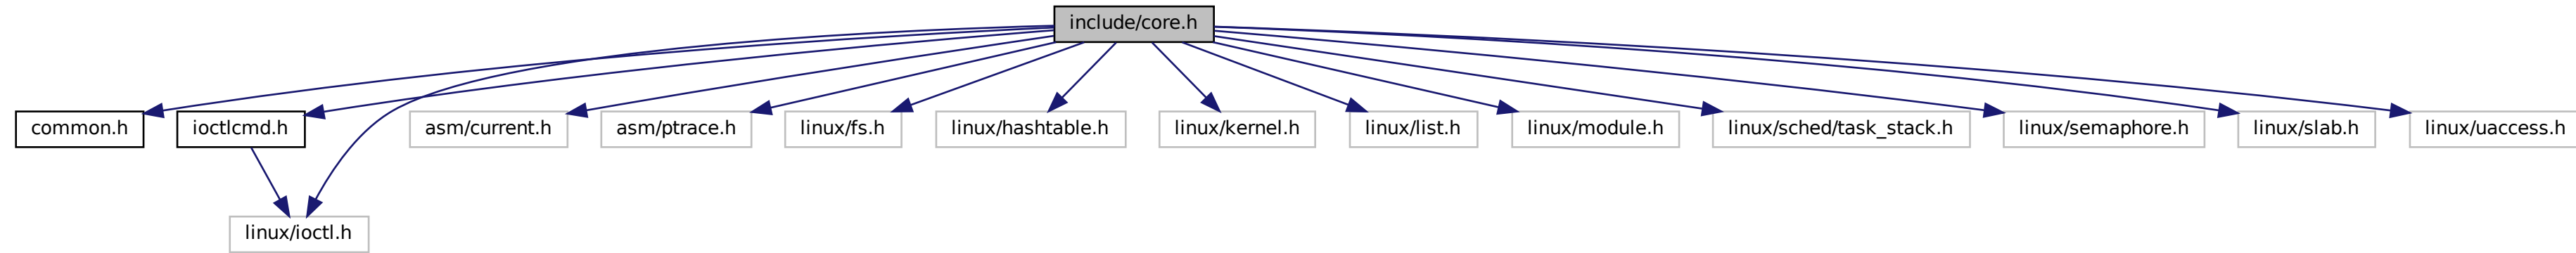 include/core.h
common.h
ioctlcmd.h
asm/current.h
asm/ptrace.h
linux/fs.h
linux/hashtable.h
linux/kernel.h
linux/list.h
linux/module.h
linux/sched/task_stack.h
linux/semaphore.h
linux/slab.h
linux/uaccess.h
linux/ioctl.h